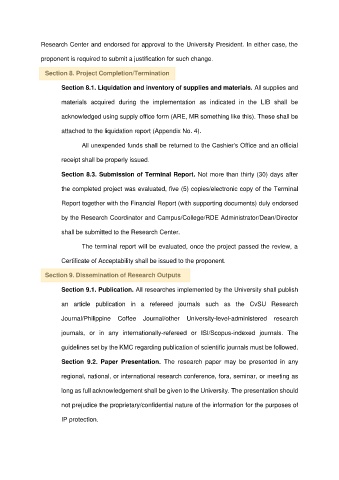 Research Center and endorsed for approval to the University President. In either case, the
proponent is required to submit a justification for such change.
Section 8. Project Completion/Termination
Section 8.1. Liquidation and inventory of supplies and materials. All supplies and
materials acquired during the implementation as indicated in the LIB shall be
acknowledged using supply office form (ARE, MR something like this). These shall be
attached to the liquidation report (Appendix No. 4).
All unexpended funds shall be returned to the Cashier's Office and an official
receipt shall be properly issued.
Section 8.3. Submission of Terminal Report. Not more than thirty (30) days after
the completed project was evaluated, five (5) copies/electronic copy of the Terminal
Report together with the Financial Report (with supporting documents) duly endorsed
by the Research Coordinator and Campus/College/RDE Administrator/Dean/Director
shall be submitted to the Research Center.
The terminal report will be evaluated, once the project passed the review, a
Certificate of Acceptability shall be issued to the proponent.
Section 9. Dissemination of Research Outputs
Section 9.1. Publication. All researches implemented by the University shall publish
an article publication in a refereed journals such as the CvSU Research
Journal/Philippine Coffee Journal/other University-level-administered research
journals, or in any internationally-refereed or ISI/Scopus-indexed journals. The
guidelines set by the KMC regarding publication of scientific journals must be followed.
Section 9.2. Paper Presentation. The research paper may be presented in any
regional, national, or international research conference, fora, seminar, or meeting as
long as full acknowledgement shall be given to the University. The presentation should
not prejudice the proprietary/confidential nature of the information for the purposes of
IP protection.